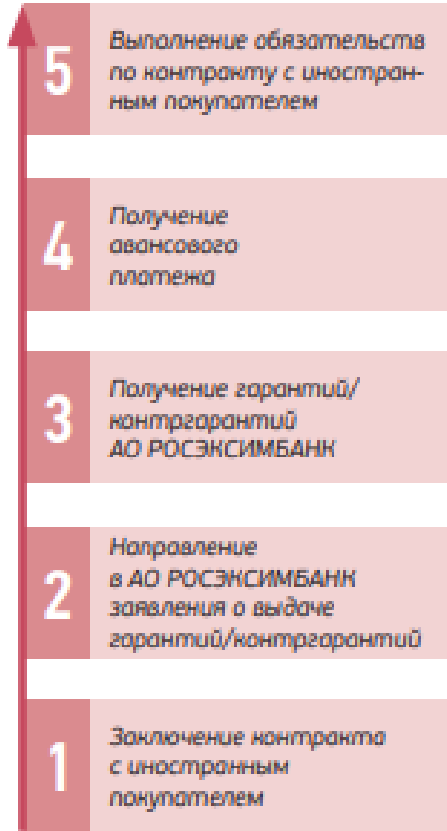 5
Выполнение обязательств
по контракту с иностран-
ным покупателем
4
Получение
авансового
платежа
3
Получение гарантий/
контргарантий
АО РОСЭКСИМБАНК
2
Направление
в АО РОСЭКСИМБАНК
заявления о выдаче
гарантий/контргарантий
1
Заключение контракта
с иностранным
покупателем